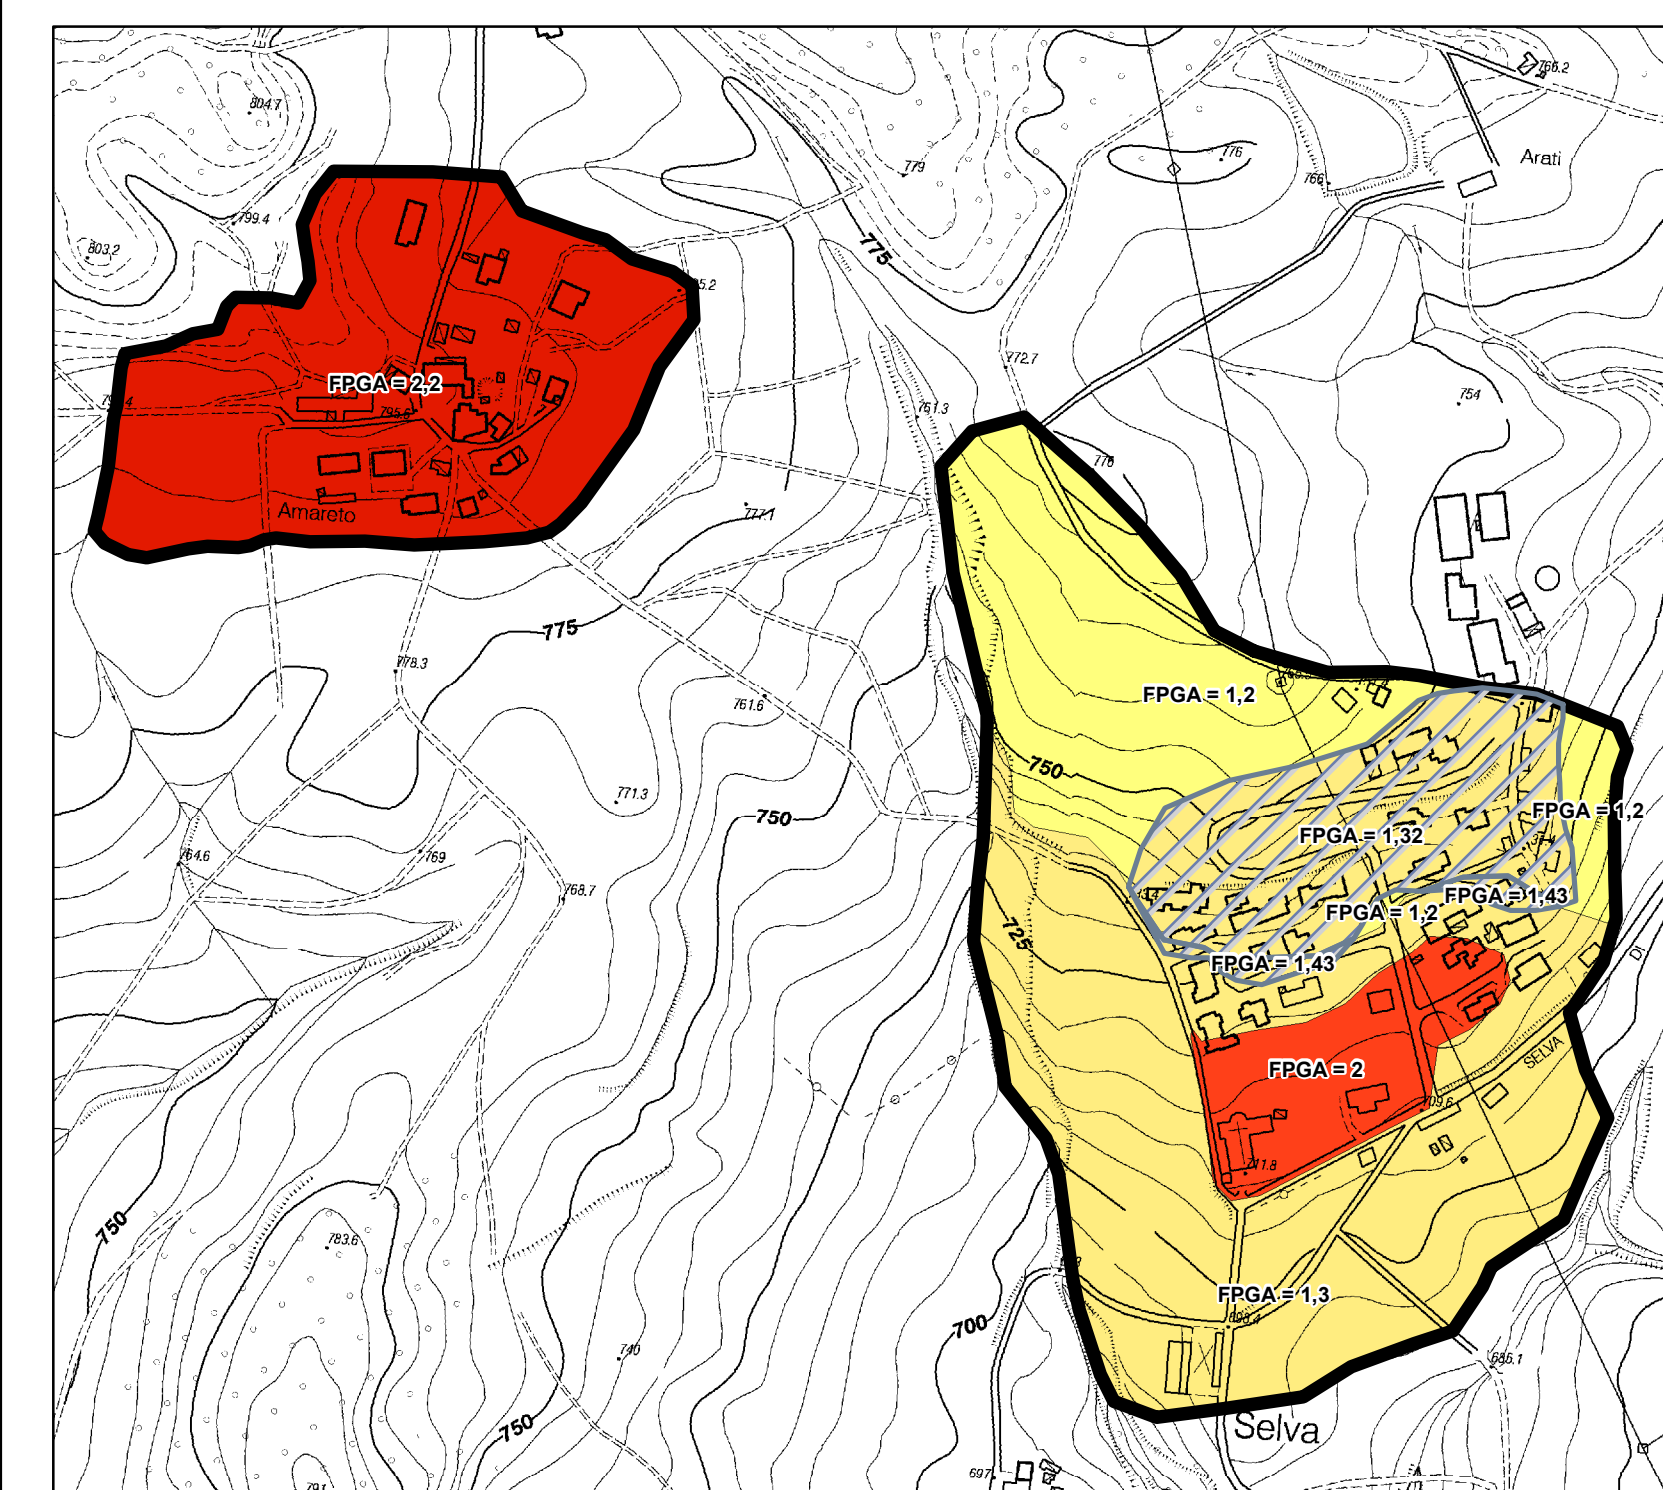 804.7
766.2
776
Arati
779
766
799.4
803.2
775
772.7
FPGA = 2,2
754
795.6
761.3
776
Amareto
777.1
775
778.3
FPGA = 1,2
761.6
750
771.3
750
FPGA = 1,2
FPGA = 1,32
764.6
769
768.7
FPGA = 1,43
FPGA = 1,2
725
FPGA = 1,43
SELVA
FPGA = 2
709.6
711.8
750
783.6
FPGA = 1,3
700
698.4
740
685.1
750
Selva
697
791